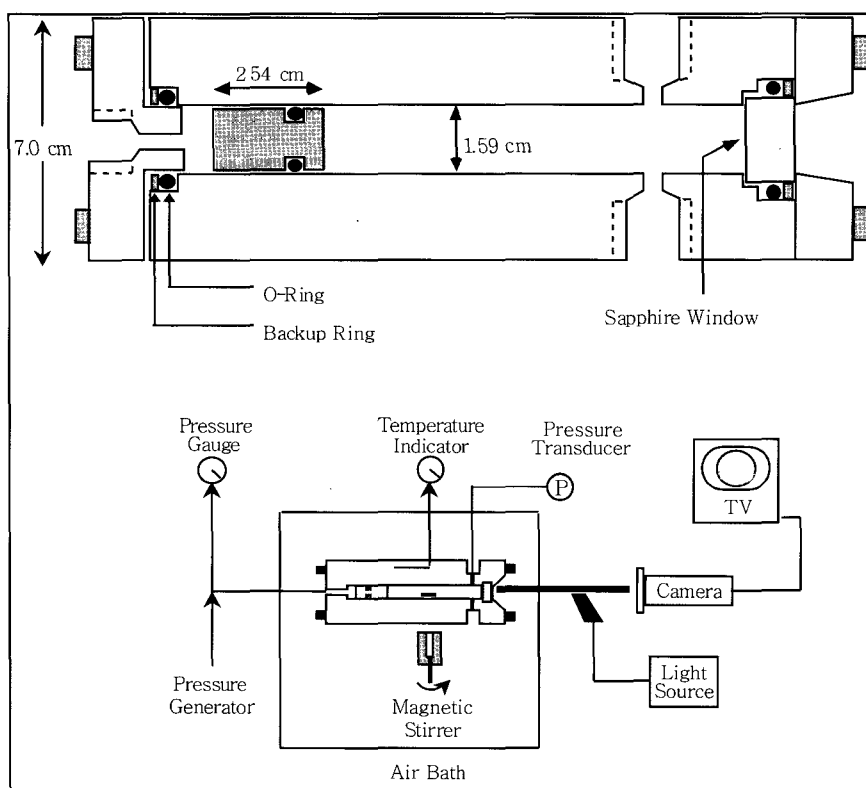 2.54 cm
7.0 cm
1.59 cm
O-Ring
Backup Ring
Sapphire Window
Pressure
Gauge
Temperature
Indicator
Pressure
Transducer
P
TV
Camera
Pressure
Generator
Magnetic
Stirrer
Light
Source
Air Bath